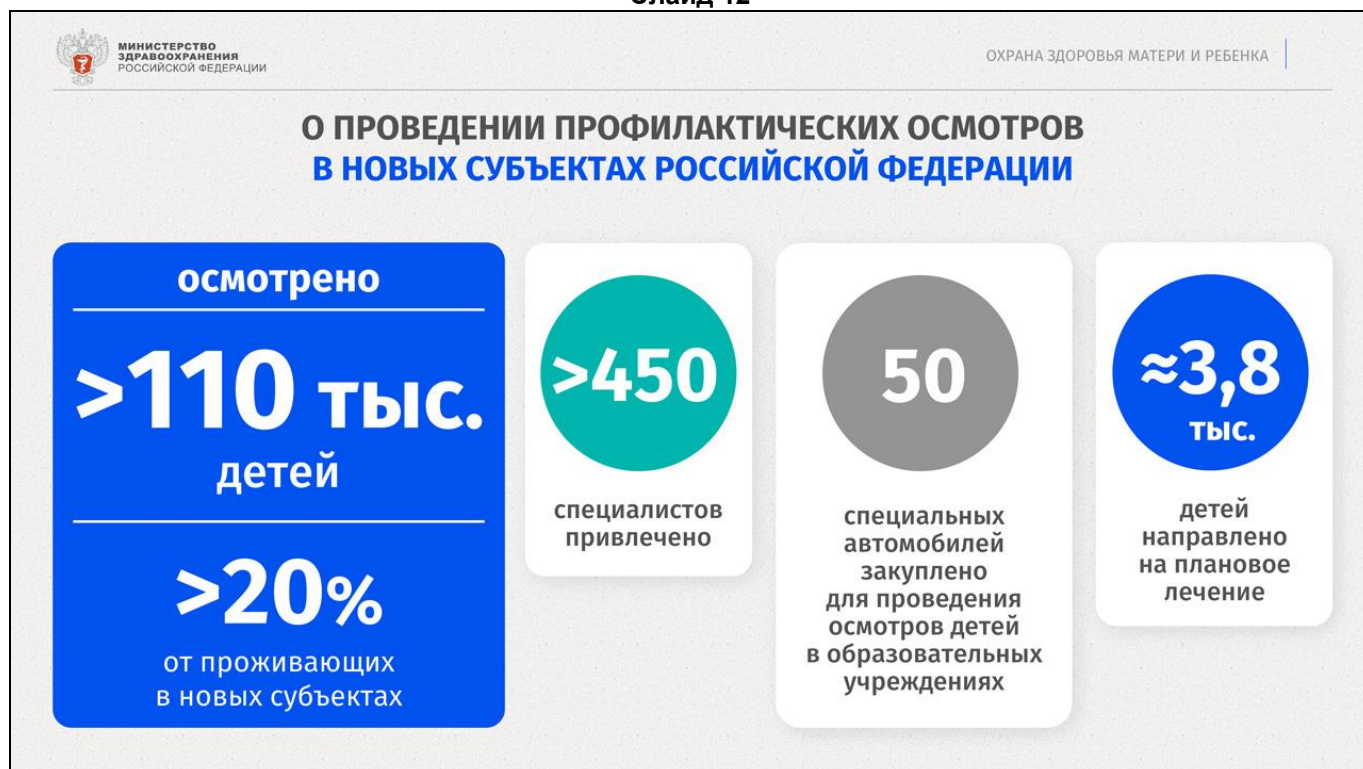 Слайд 12
МИНИСТЕРСТВО
ЗДРАВООХРАНЕНИЯ
РОССИЙСКОЙ ФЕДЕРАЦИИ
ОХРАНА ЗДОРОВЬЯ МАТЕРИ И РЕБЕНКА
О ПРОВЕДЕНИИ ПРОФИЛАКТИЧЕСКИХ ОСМОТРОВ
В НОВЫХ СУБЪЕКТАХ РОССИЙСКОЙ ФЕДЕРАЦИИ
осмотрено
>110 тыс.
детей
>20%
от проживающих
в новых субъектах
>450
специалистов
привлечено
50
специальных
автомобилей
закуплено
для проведения
осмотров детей
в образовательных
учреждениях
≈3,8
тыс.
детей
направлено
на плановое
лечение